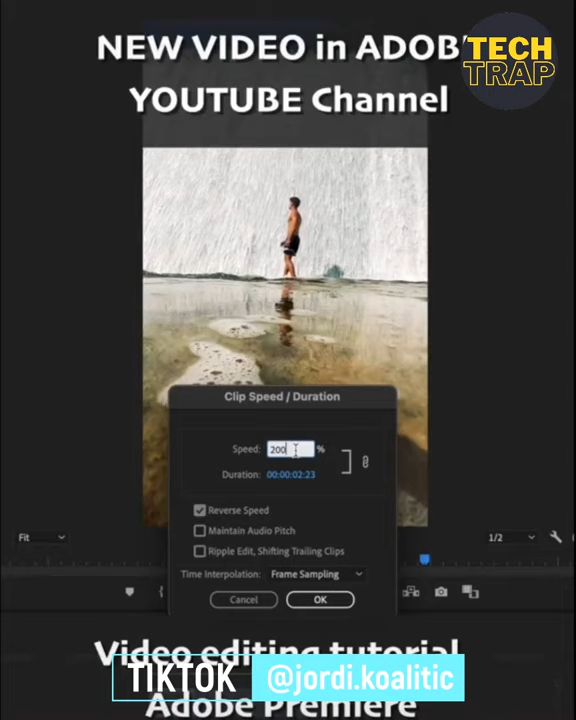 NEW VIDEO in ADOBE
YOUTUBE Channel
TECH
TRAP
Clip Speed / Duration
Speed: 200 %
Duration: 00:00:02:23
Reverse Speed
Maintain Audio Pitch
Ripple Edit, Shifting Trailing Clips
Time Interpolation: Frame Sampling
Cancel OK
Fit
1/2
Video editing tutorial
TIKTOK @jordi.koalitic
Adobe Premiere